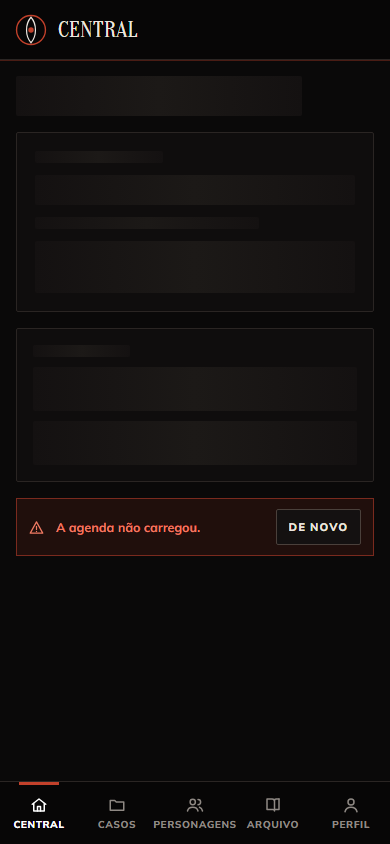 CENTRAL
A agenda não carregou.
DE NOVO
CENTRAL
CASOS
PERSONAGENS
ARQUIVO
PERFIL